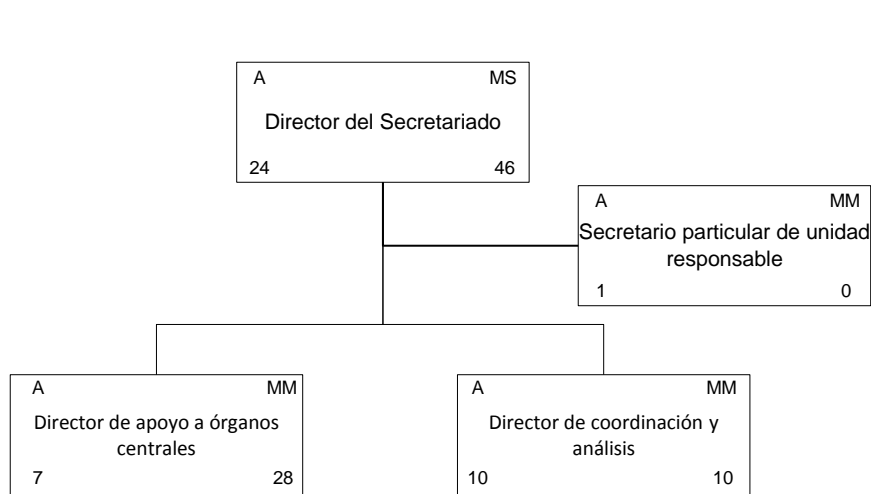 A MS
Director del Secretariado
24 46
A MM
Secretario particular de unidad
responsable
1 0
A MM
Director de apoyo a órganos
centrales
7 28
A MM
Director de coordinación y
análisis
10 10